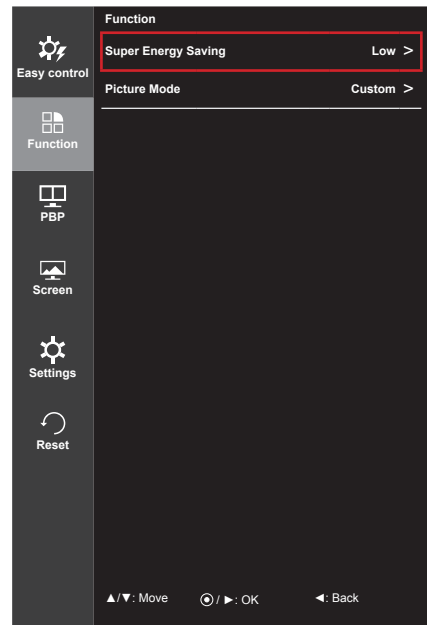 Easy control
Function
PBP
Screen
Settings
Reset
Function
Super Energy Saving Low >
Picture Mode Custom >
▲/▼: Move ⦿/ ►: OK ◄: Back